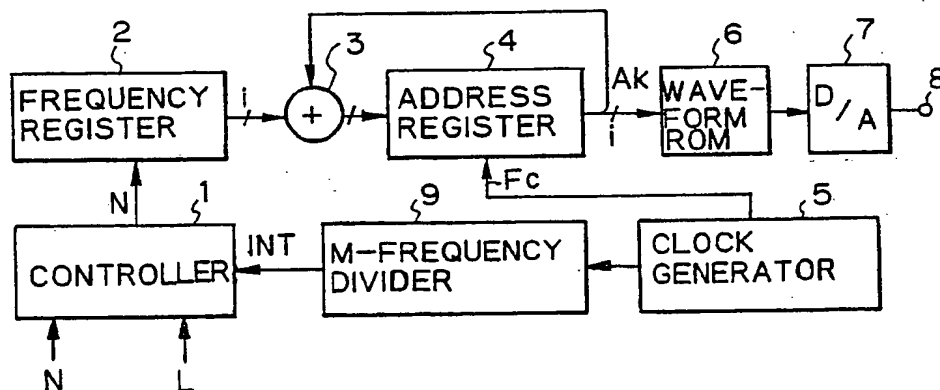 2
FREQUENCY
REGISTER
i
3
+
4
ADDRESS
REGISTER
Ak
i
6
WAVE-
FORM
ROM
7
D/A
8
N
1
CONTROLLER
INT
9
M-FREQUENCY
DIVIDER
Fc
5
CLOCK
GENERATOR
N
L